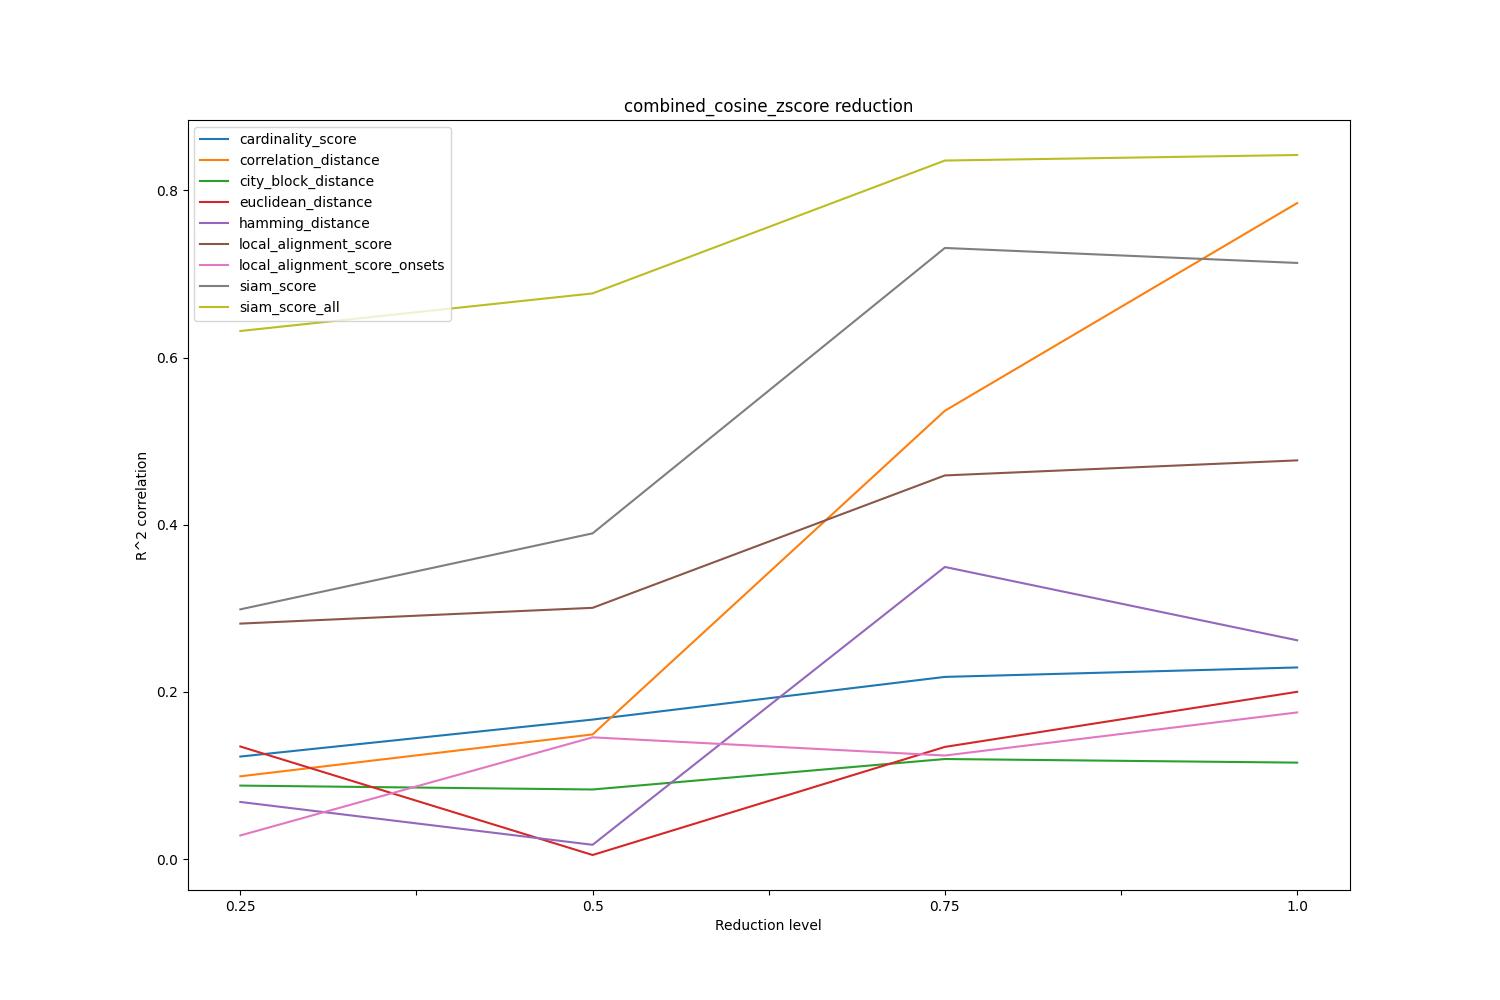 combined_cosine_zscore reduction
cardinality_score
correlation_distance
city_block_distance
euclidean_distance
hamming_distance
local_alignment_score
local_alignment_score_onsets
siam_score
siam_score_all
0.8
0.6
0.4
0.2
0.0
R^2 correlation
0.25 0.5 0.75 1.0
Reduction level